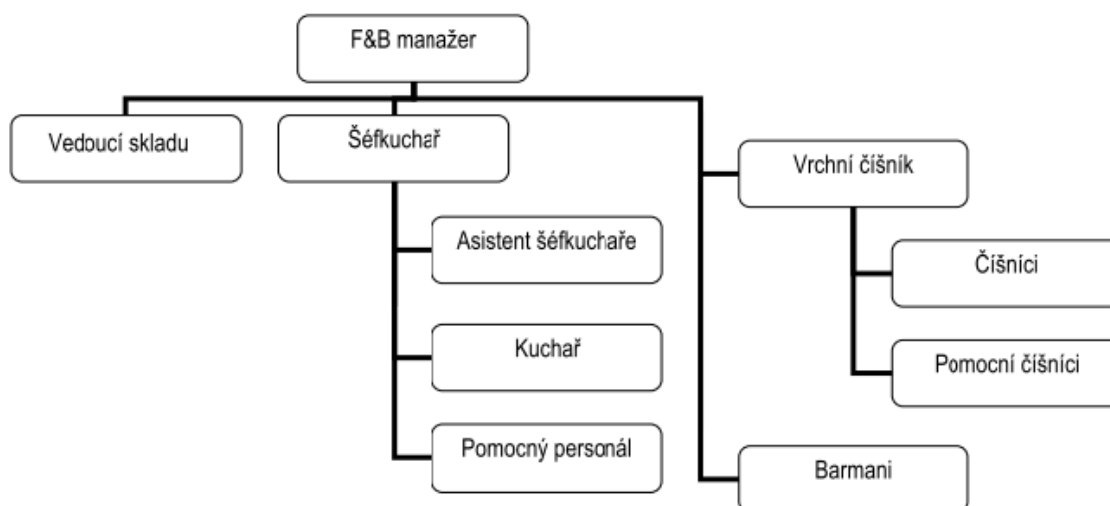 F&B manažer
Vedoucí skladu
Šéfkuchař
Asistent šéfkuchaře
Kuchař
Pomocný personál
Vrchní číšník
Číšníci
Pomocní číšníci
Barmani